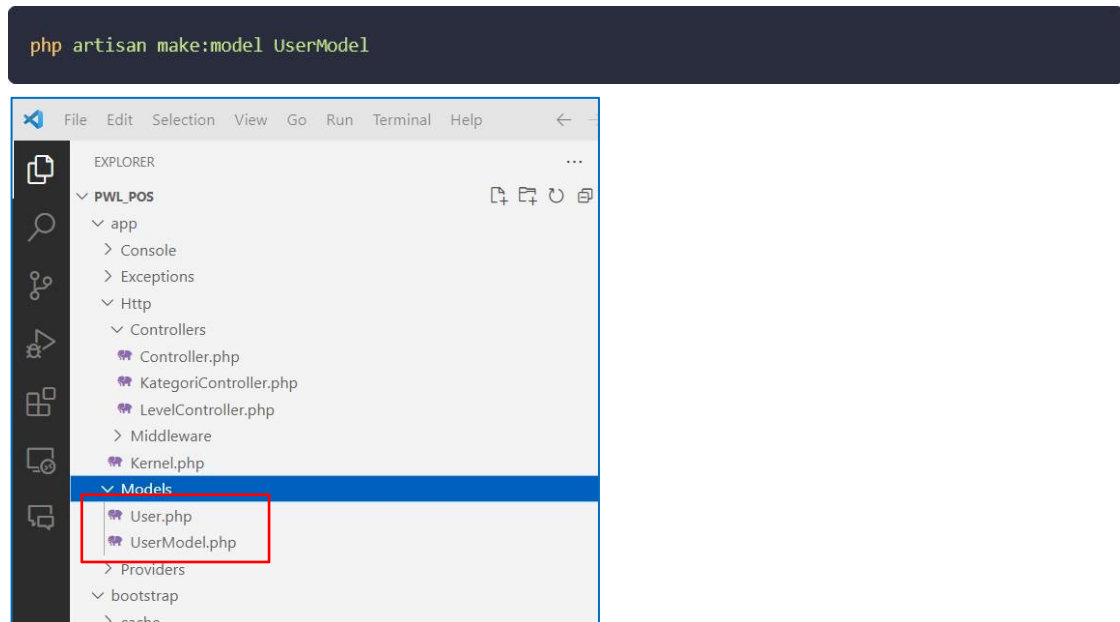 php artisan make:model UserModel
File Edit Selection View Go Run Terminal Help
EXPLORER
PWL_POS
app
Console
Exceptions
Http
Controllers
Controller.php
KategoriController.php
LevelController.php
Middleware
Kernel.php
Models
User.php
UserModel.php
Providers
bootstrap
cache